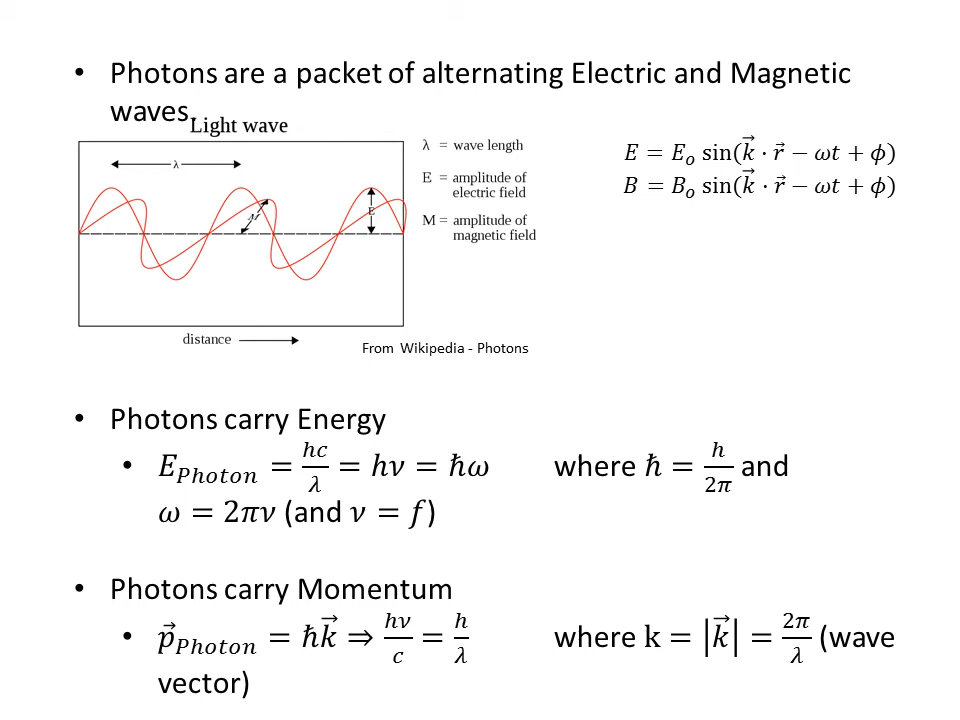 • Photons are a packet of alternating Electric and Magnetic
waves.
Light wave
λ
E
M
λ = wave length
E = amplitude of
electric field
M = amplitude of
magnetic field
distance
From Wikipedia - Photons
𝐸 = 𝐸ₒ sin(k⃗ · r⃗ − ωt + ϕ)
𝐵 = 𝐵ₒ sin(k⃗ · r⃗ − ωt + ϕ)
• Photons carry Energy
• E_Photon = hc/λ = hν = ħω where ħ = h/2π and
ω = 2πν (and ν = f)
• Photons carry Momentum
• p⃗_Photon = ħk⃗ ⇒ hν/c = h/λ where k = |k⃗| = 2π/λ (wave
vector)